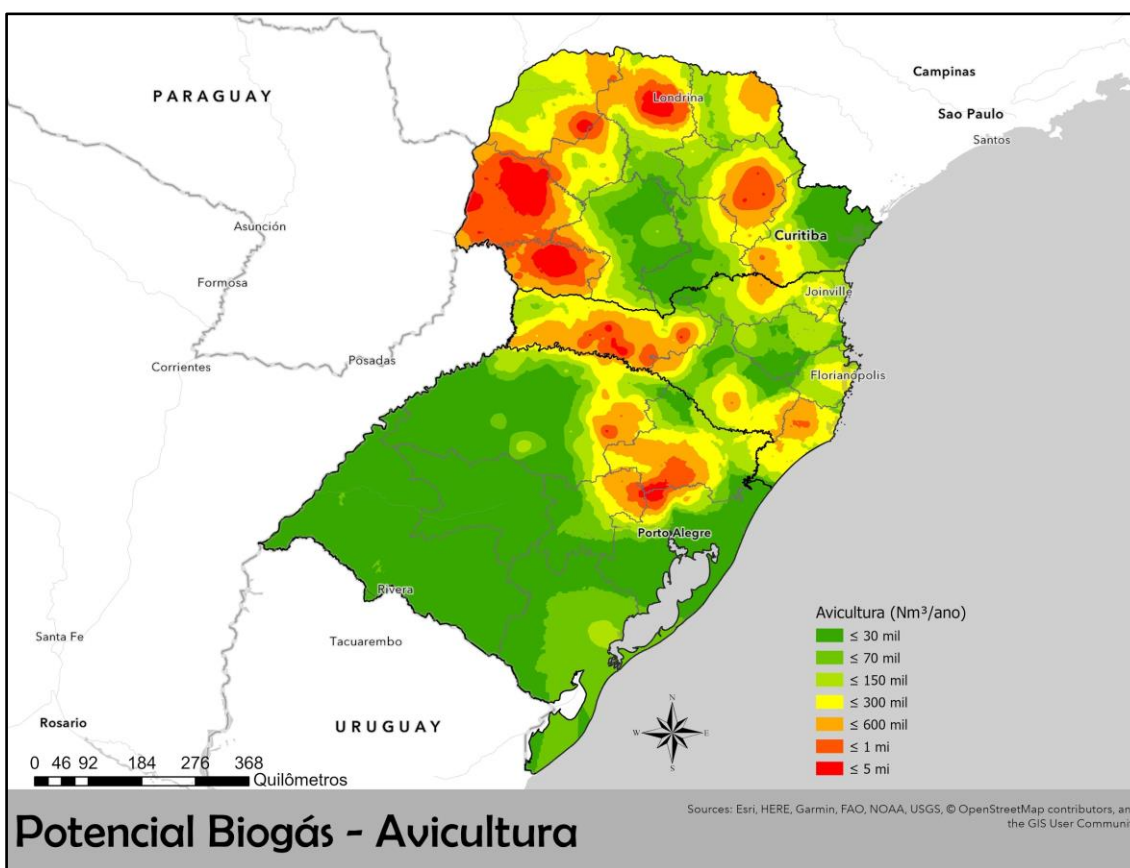 PARAGUAY
Campinas
Sao Paulo
Santos
Londrina
Asunción
Curitiba
Formosa
Joinville
Posadas
Corrientes
Florianopolis
Porto Alegre
Rivera
Santa Fe
Tacuarembo
Rosario
URUGUAY
Avicultura (Nm³/ano)
≤ 30 mil
≤ 70 mil
≤ 150 mil
≤ 300 mil
≤ 600 mil
≤ 1 mi
≤ 5 mi
N
W E
S
0 46 92 184 276 368
Quilômetros
Potencial Biogás - Avicultura
Sources: Esri, HERE, Garmin, FAO, NOAA, USGS, © OpenStreetMap contributors, an
the GIS User Communi